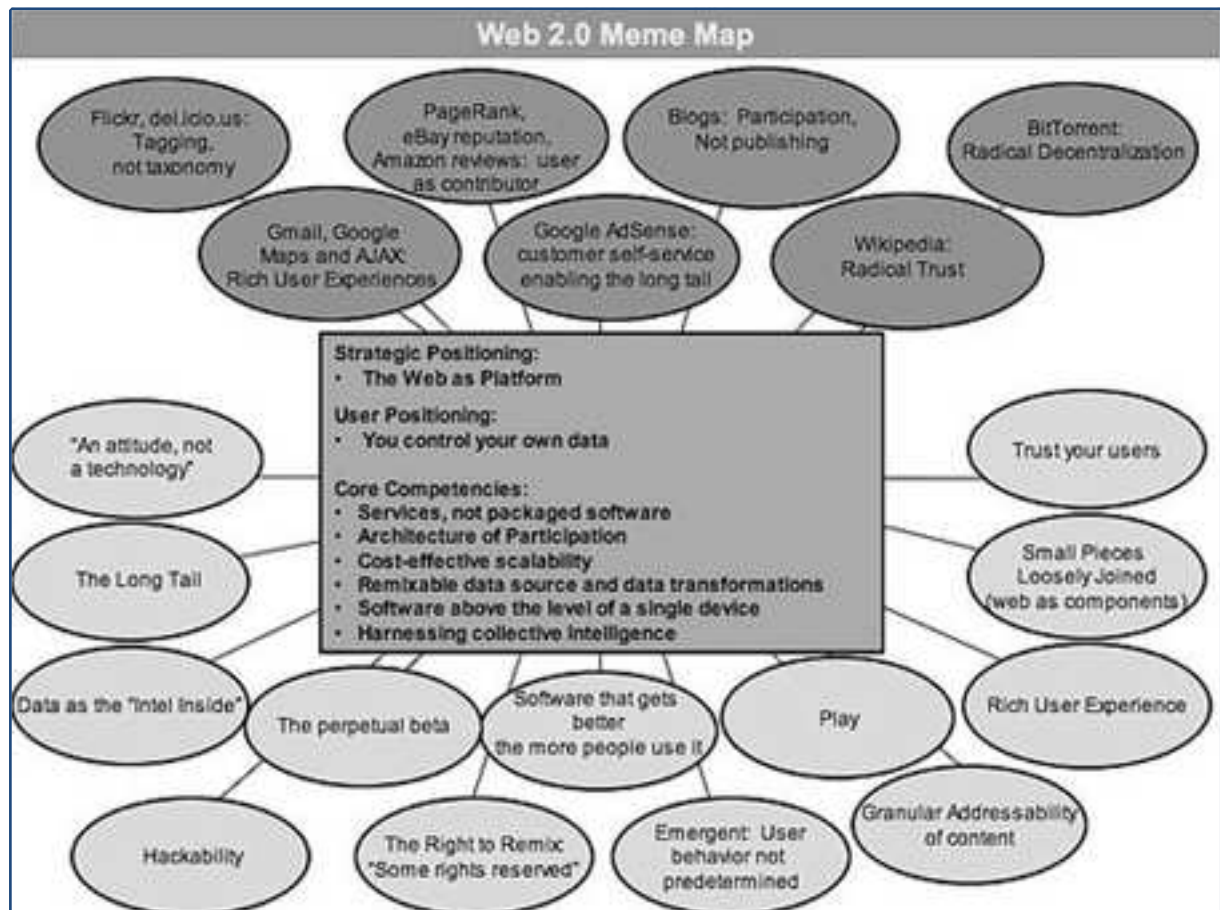 Web 2.0 Meme Map
Flickr, del.icio.us:
Tagging,
not taxonomy
PageRank,
eBay reputation,
Amazon reviews: user
as contributor
Blogs: Participation,
Not publishing
BitTorrent:
Radical Decentralization
Gmail, Google
Maps and AJAX:
Rich User Experiences
Google AdSense:
customer self-service
enabling the long tail
Wikipedia:
Radical Trust
Strategic Positioning:
• The Web as Platform
User Positioning:
• You control your own data
Core Competencies:
• Services, not packaged software
• Architecture of Participation
• Cost-effective scalability
• Remixable data source and data transformations
• Software above the level of a single device
• Harnessing collective intelligence
"An attitude, not
a technology"
Trust your users
The Long Tail
Small Pieces
Loosely Joined
(web as components)
Data as the "Intel Inside"
The perpetual beta
Software that gets
better
the more people use it
Play
Rich User Experience
Hackability
The Right to Remix:
"Some rights reserved"
Emergent: User
behavior not
predetermined
Granular Addressability
of content